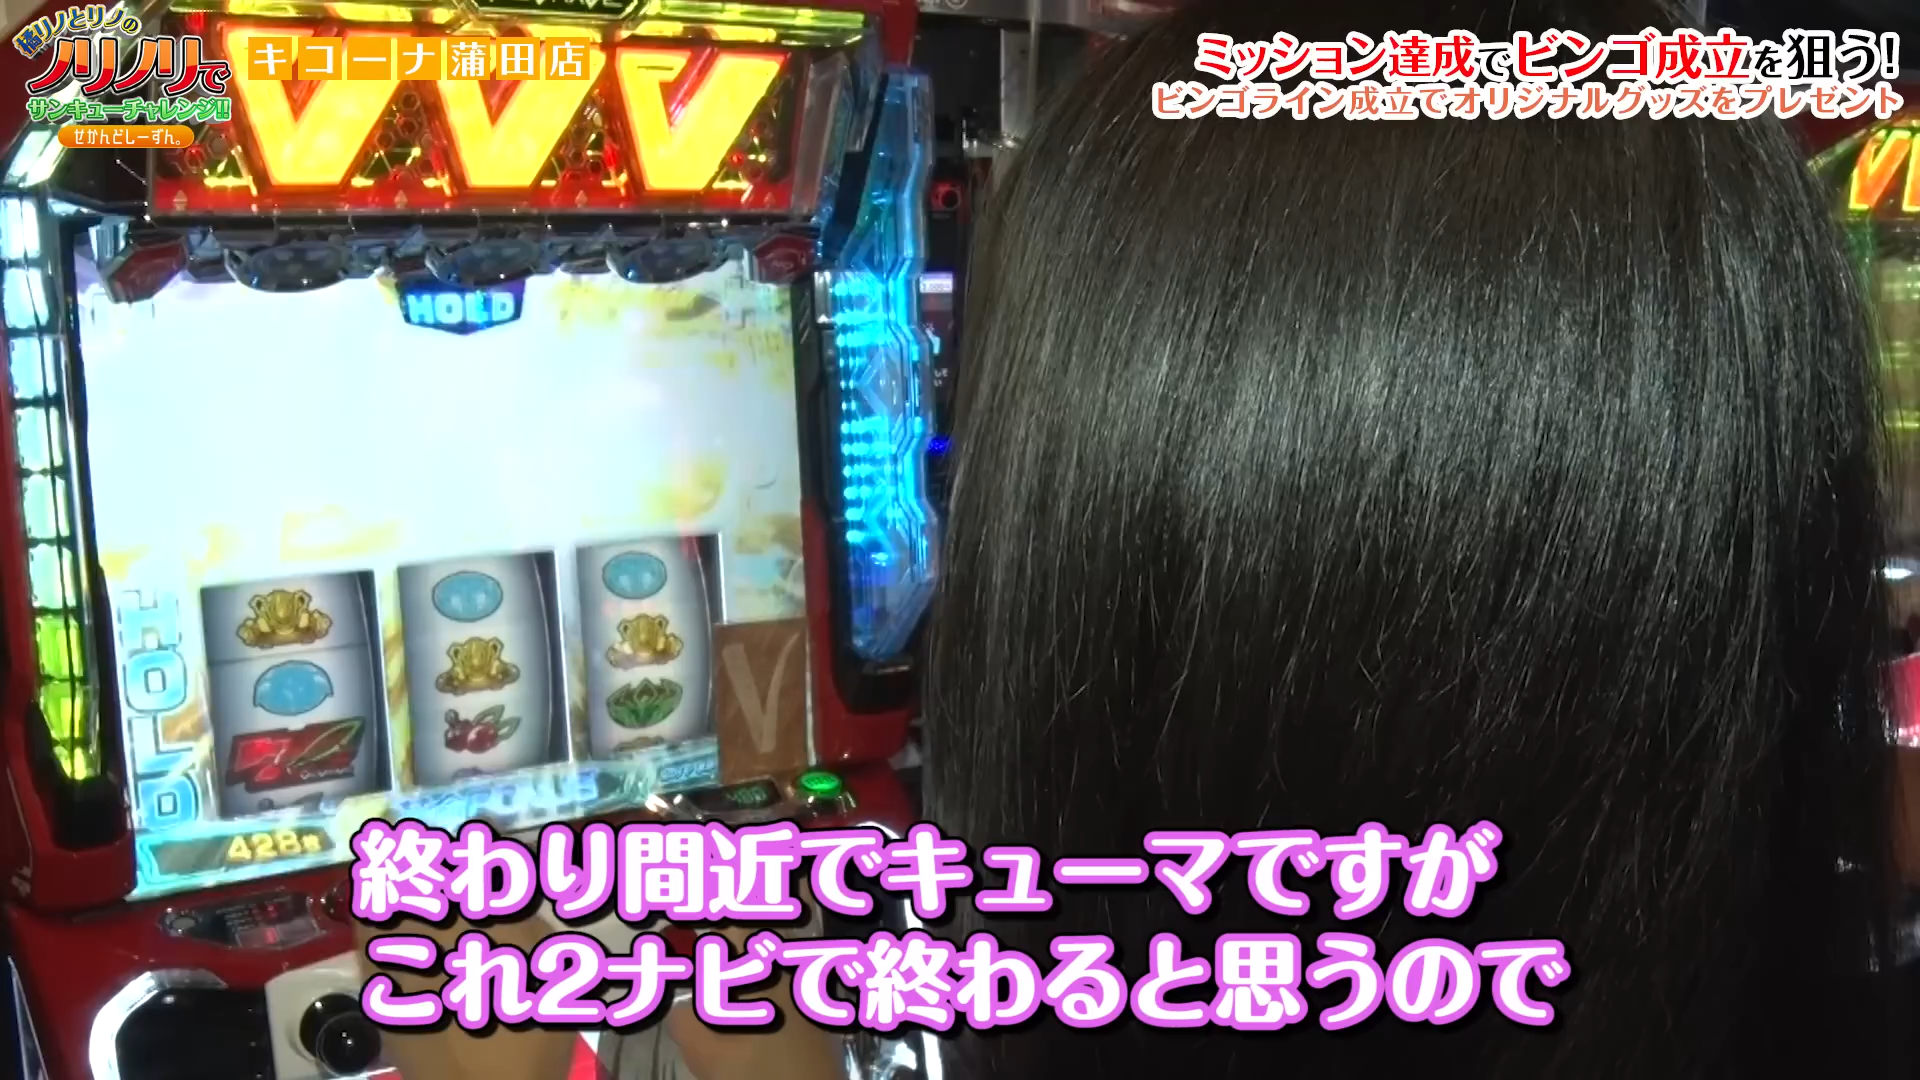 橘リノとリノの
ノリノリで
サンキューチャレンジ!!
せかんどしーずん。
キコーナ蒲田店
ミッション達成でビンゴ成立を狙う!
ビンゴライン成立でオリジナルグッズをプレゼント
VVV
HOLD
HOLD
428
終わり間近でキューマですが
これ2ナビで終わると思うので